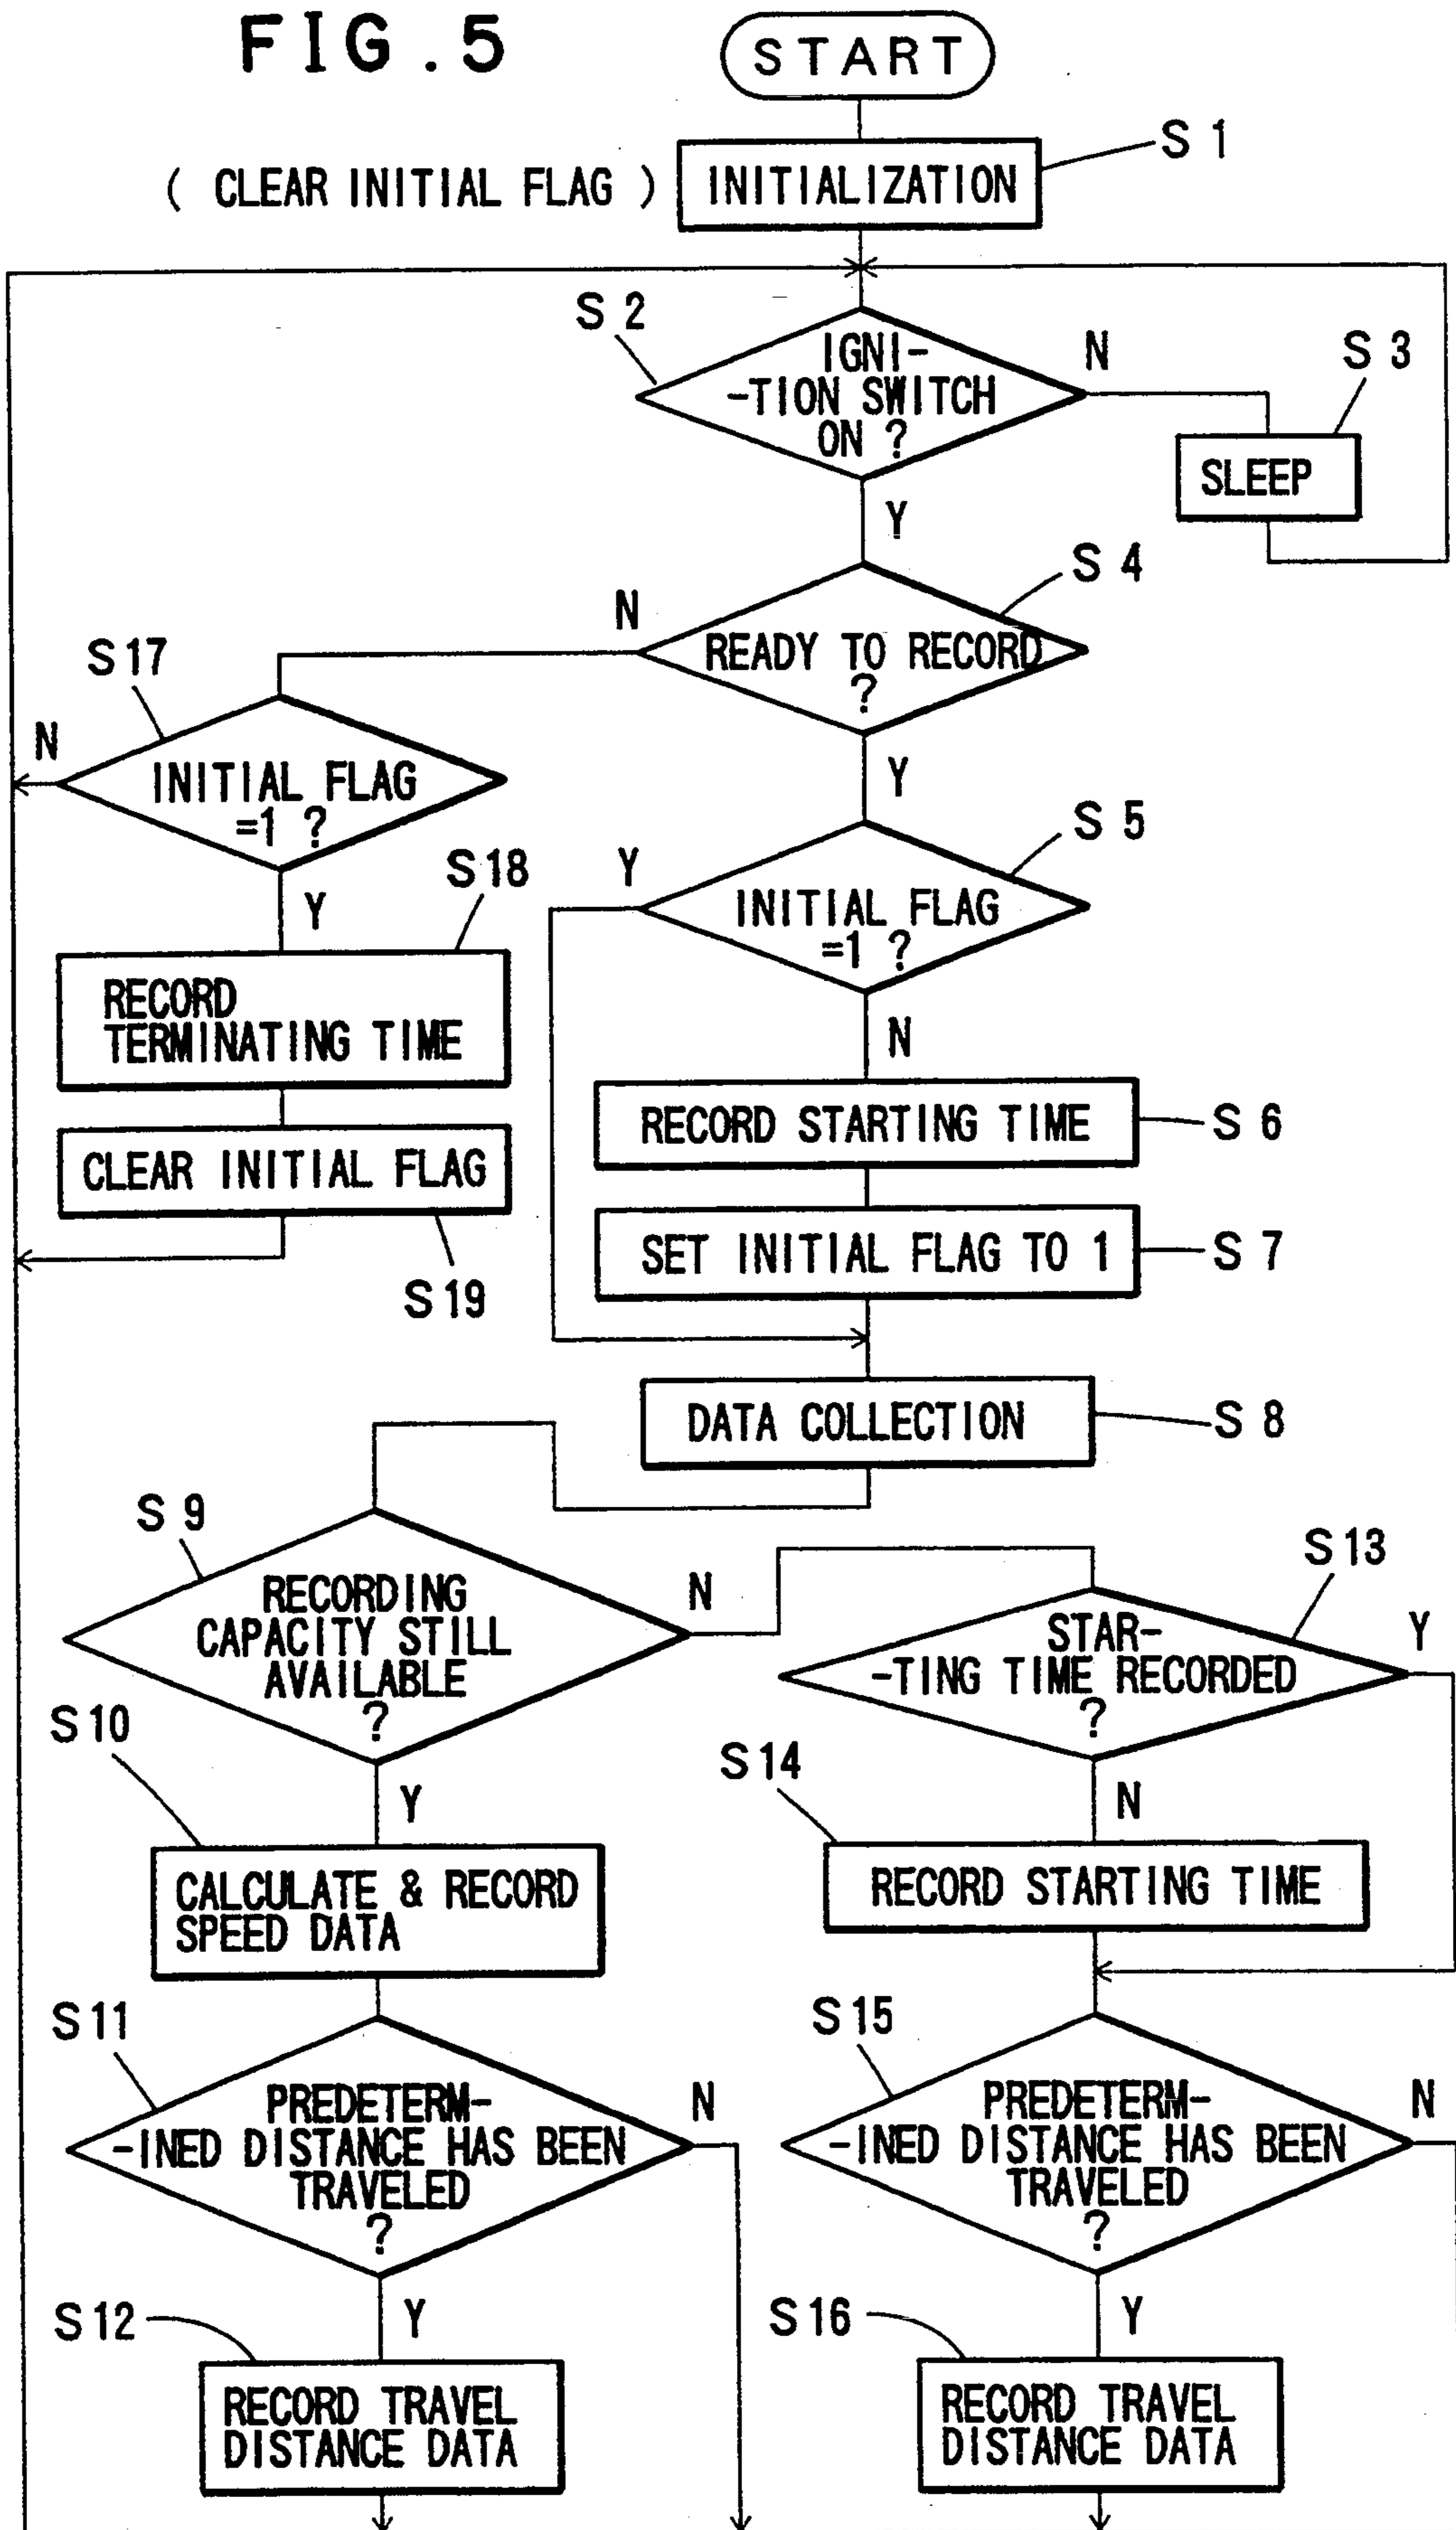 FIG.5
START
S1
( CLEAR INITIAL FLAG )
INITIALIZATION
S2
IGNI-
-TION SWITCH
ON ?
N
S3
SLEEP
Y
S4
N
READY TO RECORD
?
S17
N
INITIAL FLAG
=1 ?
Y
S5
Y
INITIAL FLAG
=1 ?
S18
Y
RECORD
TERMINATING TIME
N
RECORD STARTING TIME
S6
CLEAR INITIAL FLAG
SET INITIAL FLAG TO 1
S7
S19
DATA COLLECTION
S8
S9
RECORDING
CAPACITY STILL
AVAILABLE
?
N
S13
STAR-
-TING TIME RECORDED
?
Y
S10
Y
CALCULATE & RECORD
SPEED DATA
S14
N
RECORD STARTING TIME
S11
PREDETERM-
-INED DISTANCE HAS BEEN
TRAVELED
?
N
S15
PREDETERM-
-INED DISTANCE HAS BEEN
TRAVELED
?
N
S12
Y
RECORD TRAVEL
DISTANCE DATA
S16
Y
RECORD TRAVEL
DISTANCE DATA